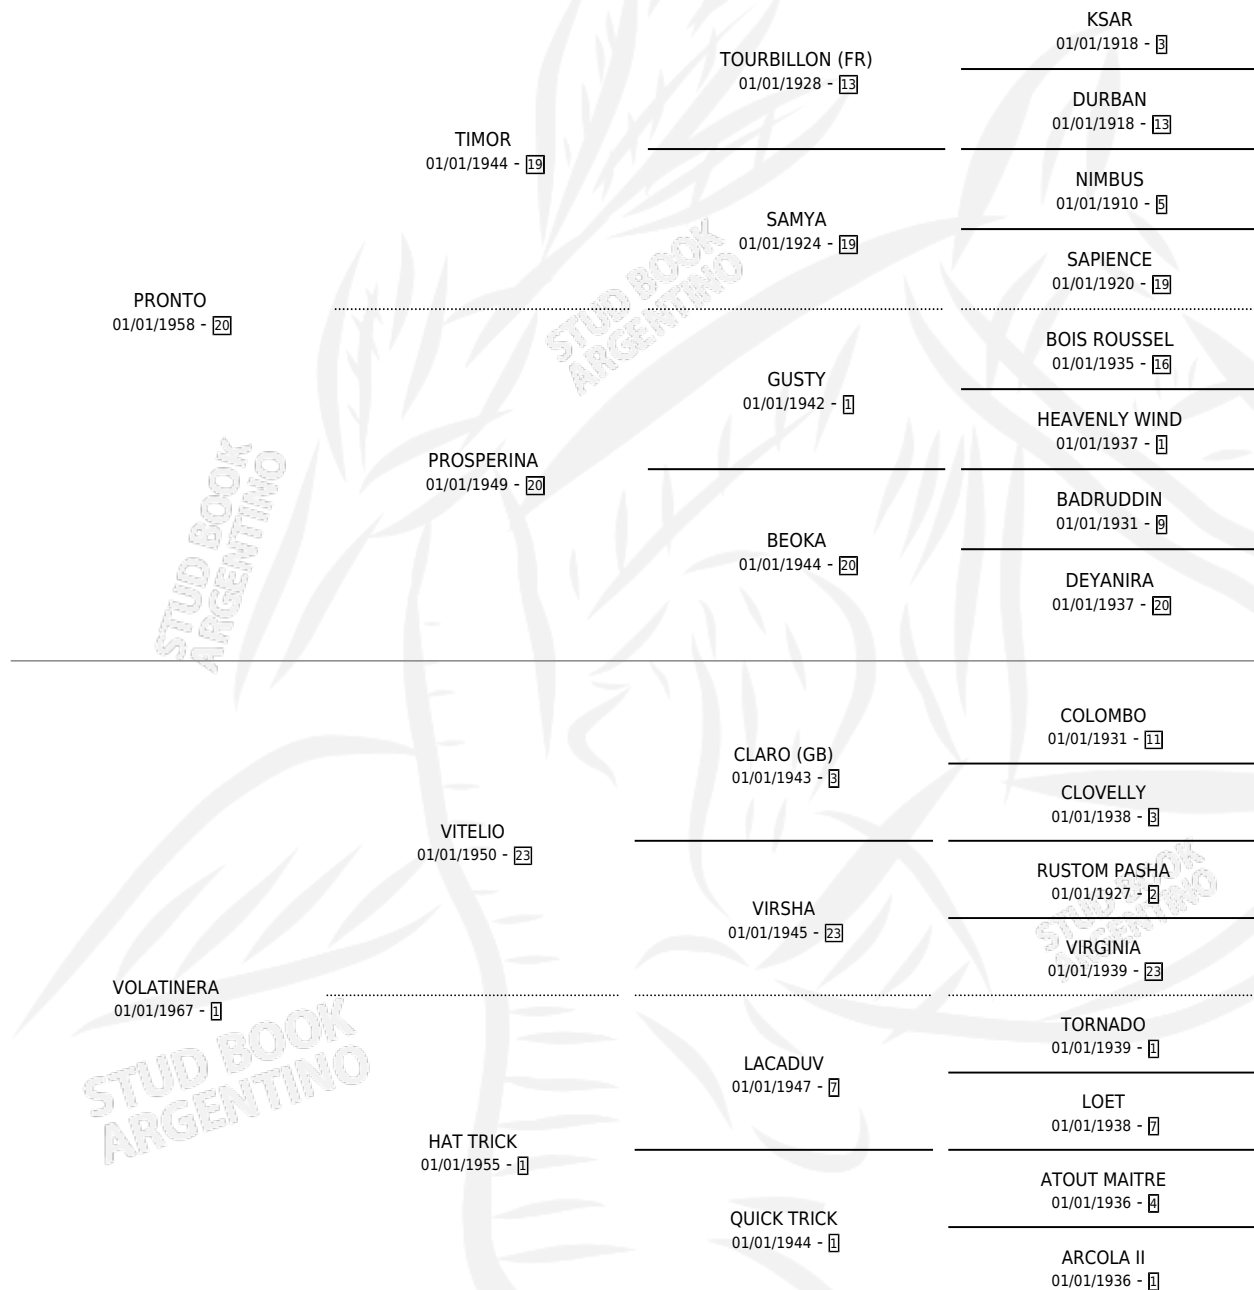 KSAR
01/01/1918 - 3
TOURBILLON (FR)
01/01/1928 - 13
DURBAN
01/01/1918 - 13
TIMOR
01/01/1944 - 19
NIMBUS
01/01/1910 - 5
SAMYA
01/01/1924 - 19
SAPIENCE
01/01/1920 - 19
PRONTO
01/01/1958 - 20
BOIS ROUSSEL
01/01/1935 - 16
GUSTY
01/01/1942 - 1
HEAVENLY WIND
01/01/1937 - 1
PROSPERINA
01/01/1949 - 20
BADRUDDIN
01/01/1931 - 9
BEOKA
01/01/1944 - 20
DEYANIRA
01/01/1937 - 20
COLOMBO
01/01/1931 - 11
CLARO (GB)
01/01/1943 - 3
CLOVELLY
01/01/1938 - 3
VITELIO
01/01/1950 - 23
RUSTOM PASHA
01/01/1927 - 2
VIRSHA
01/01/1945 - 23
VIRGINIA
01/01/1939 - 23
VOLATINERA
01/01/1967 - 1
TORNADO
01/01/1939 - 1
LACADUV
01/01/1947 - 7
LOET
01/01/1938 - 7
HAT TRICK
01/01/1955 - 1
ATOUT MAITRE
01/01/1936 - 4
QUICK TRICK
01/01/1944 - 1
ARCOLA II
01/01/1936 - 1
STUD BOOK
ARGENTINO
STUD BOOK
ARGENTINO
STUD BOOK
ARGENTINO
STUD BOOK
ARGENTINO